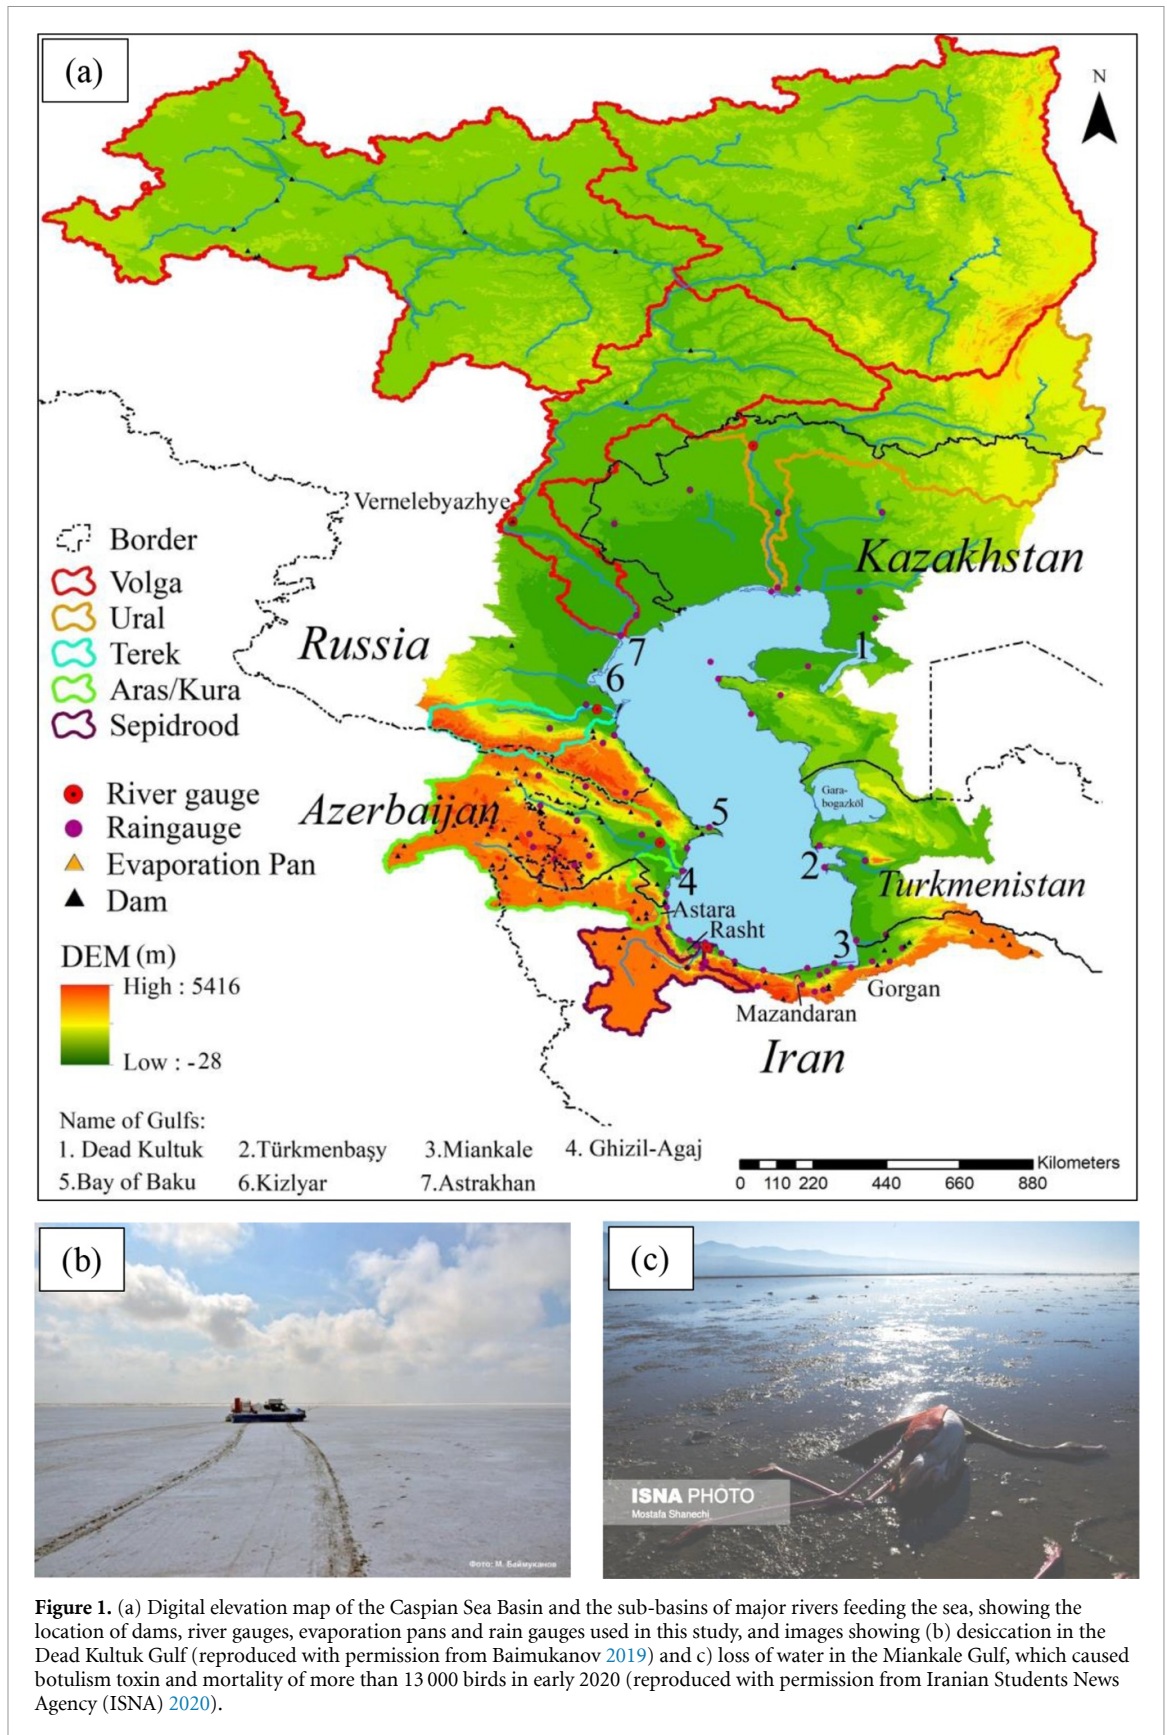 (a)
N
Vernelebyazhye
Border
Volga
Ural
Terek
Aras/Kura
Sepidrood
River gauge
Raingauge
Evaporation Pan
Dam
DEM (m)
High : 5416
Low : -28
Russia
Kazakhstan
Azerbaijan
Turkmenistan
Iran
Gara-
bogazköl
1
7
6
5
2
4
3
Astara
Rasht
Gorgan
Mazandaran
Name of Gulfs:
1. Dead Kultuk 2.Türkmenbaşy 3.Miankale 4. Ghizil-Agaj
5.Bay of Baku 6.Kizlyar 7.Astrakhan
Kilometers
0 110 220 440 660 880
(b)
Фото: М. Беймуканов
(c)
ISNA PHOTO
Mostafa Shanechi
Figure 1. (a) Digital elevation map of the Caspian Sea Basin and the sub-basins of major rivers feeding the sea, showing the
location of dams, river gauges, evaporation pans and rain gauges used in this study, and images showing (b) desiccation in the
Dead Kultuk Gulf (reproduced with permission from Baimukanov 2019) and c) loss of water in the Miankale Gulf, which caused
botulism toxin and mortality of more than 13 000 birds in early 2020 (reproduced with permission from Iranian Students News
Agency (ISNA) 2020).